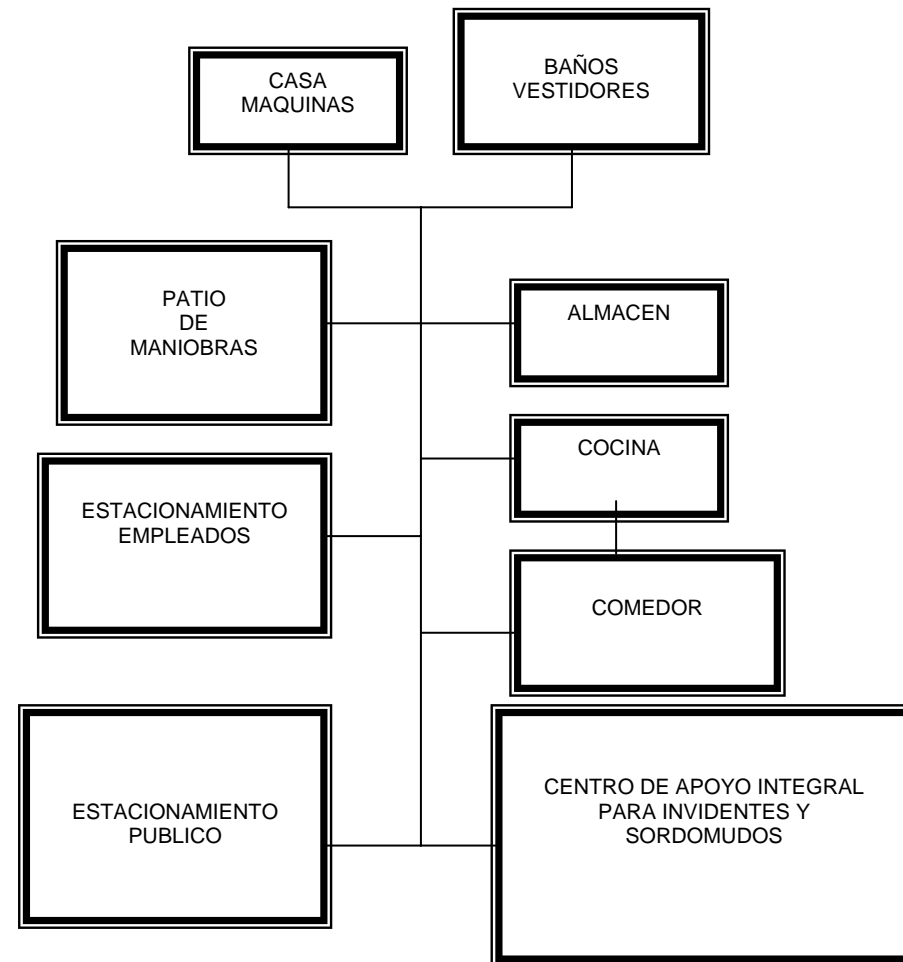 CASA
MAQUINAS
BAÑOS
VESTIDORES
PATIO
DE
MANIOBRAS
ALMACEN
COCINA
ESTACIONAMIENTO
EMPLEADOS
COMEDOR
ESTACIONAMIENTO
PUBLICO
CENTRO DE APOYO INTEGRAL
PARA INVIDENTES Y
SORDOMUDOS